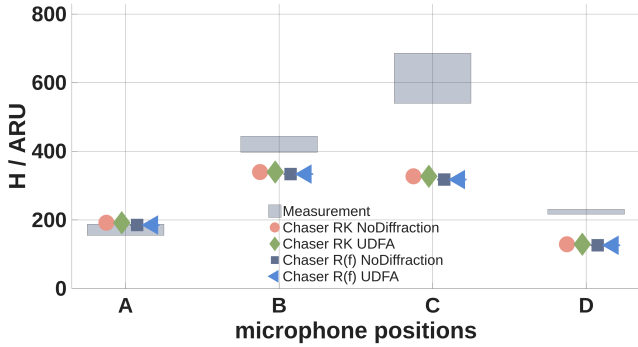 800
600
400
200
0
H / ARU
Measurement
Chaser RK NoDiffraction
Chaser RK UDFA
Chaser R(f) NoDiffraction
Chaser R(f) UDFA
A B C D
microphone positions